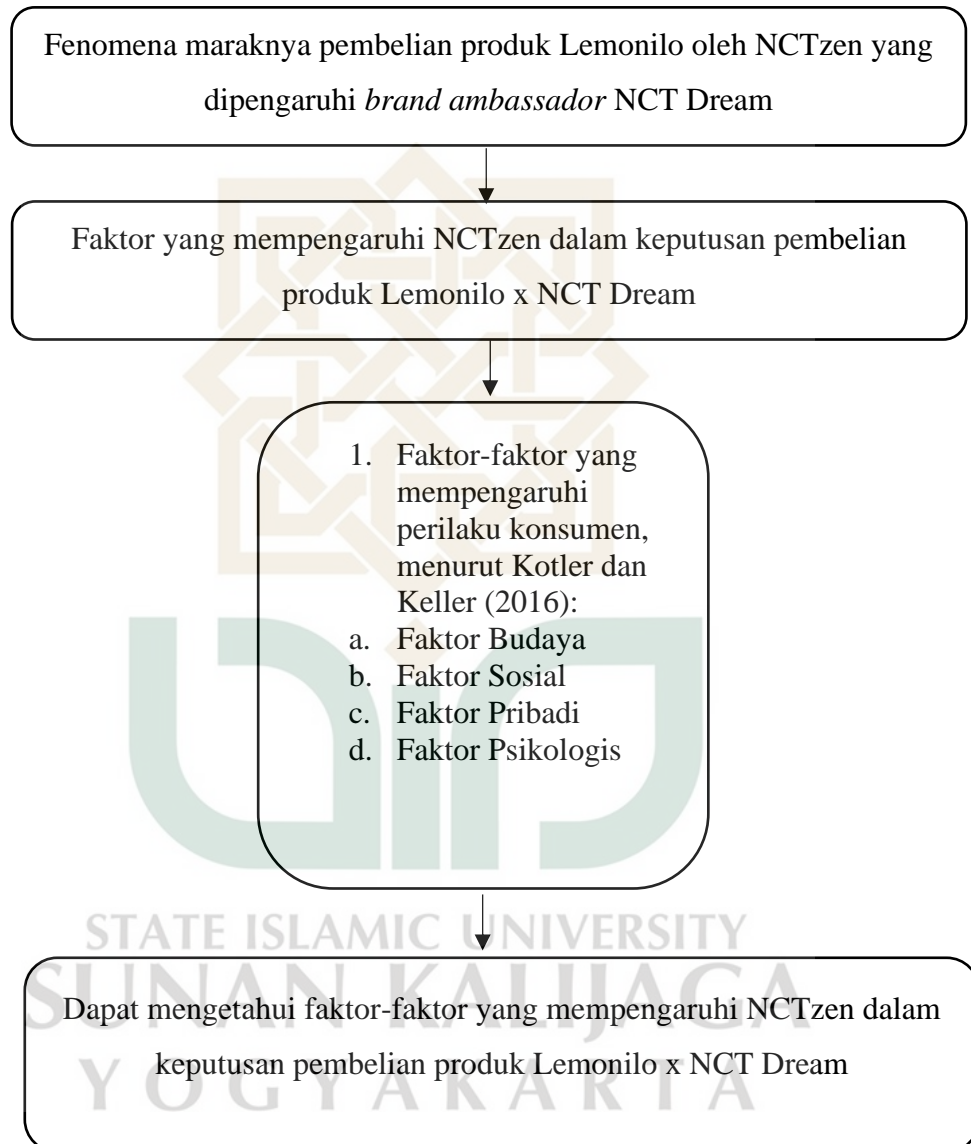 Fenomena maraknya pembelian produk Lemonilo oleh NCTzen yang
dipengaruhi brand ambassador NCT Dream
Faktor yang mempengaruhi NCTzen dalam keputusan pembelian
produk Lemonilo x NCT Dream
1. Faktor-faktor yang
mempengaruhi
perilaku konsumen,
menurut Kotler dan
Keller (2016):
a. Faktor Budaya
b. Faktor Sosial
c. Faktor Pribadi
d. Faktor Psikologis
STATE ISLAMIC UNIVERSITY
SUNAN KALIJAGA
YOGYAKARTA
Dapat mengetahui faktor-faktor yang mempengaruhi NCTzen dalam
keputusan pembelian produk Lemonilo x NCT Dream